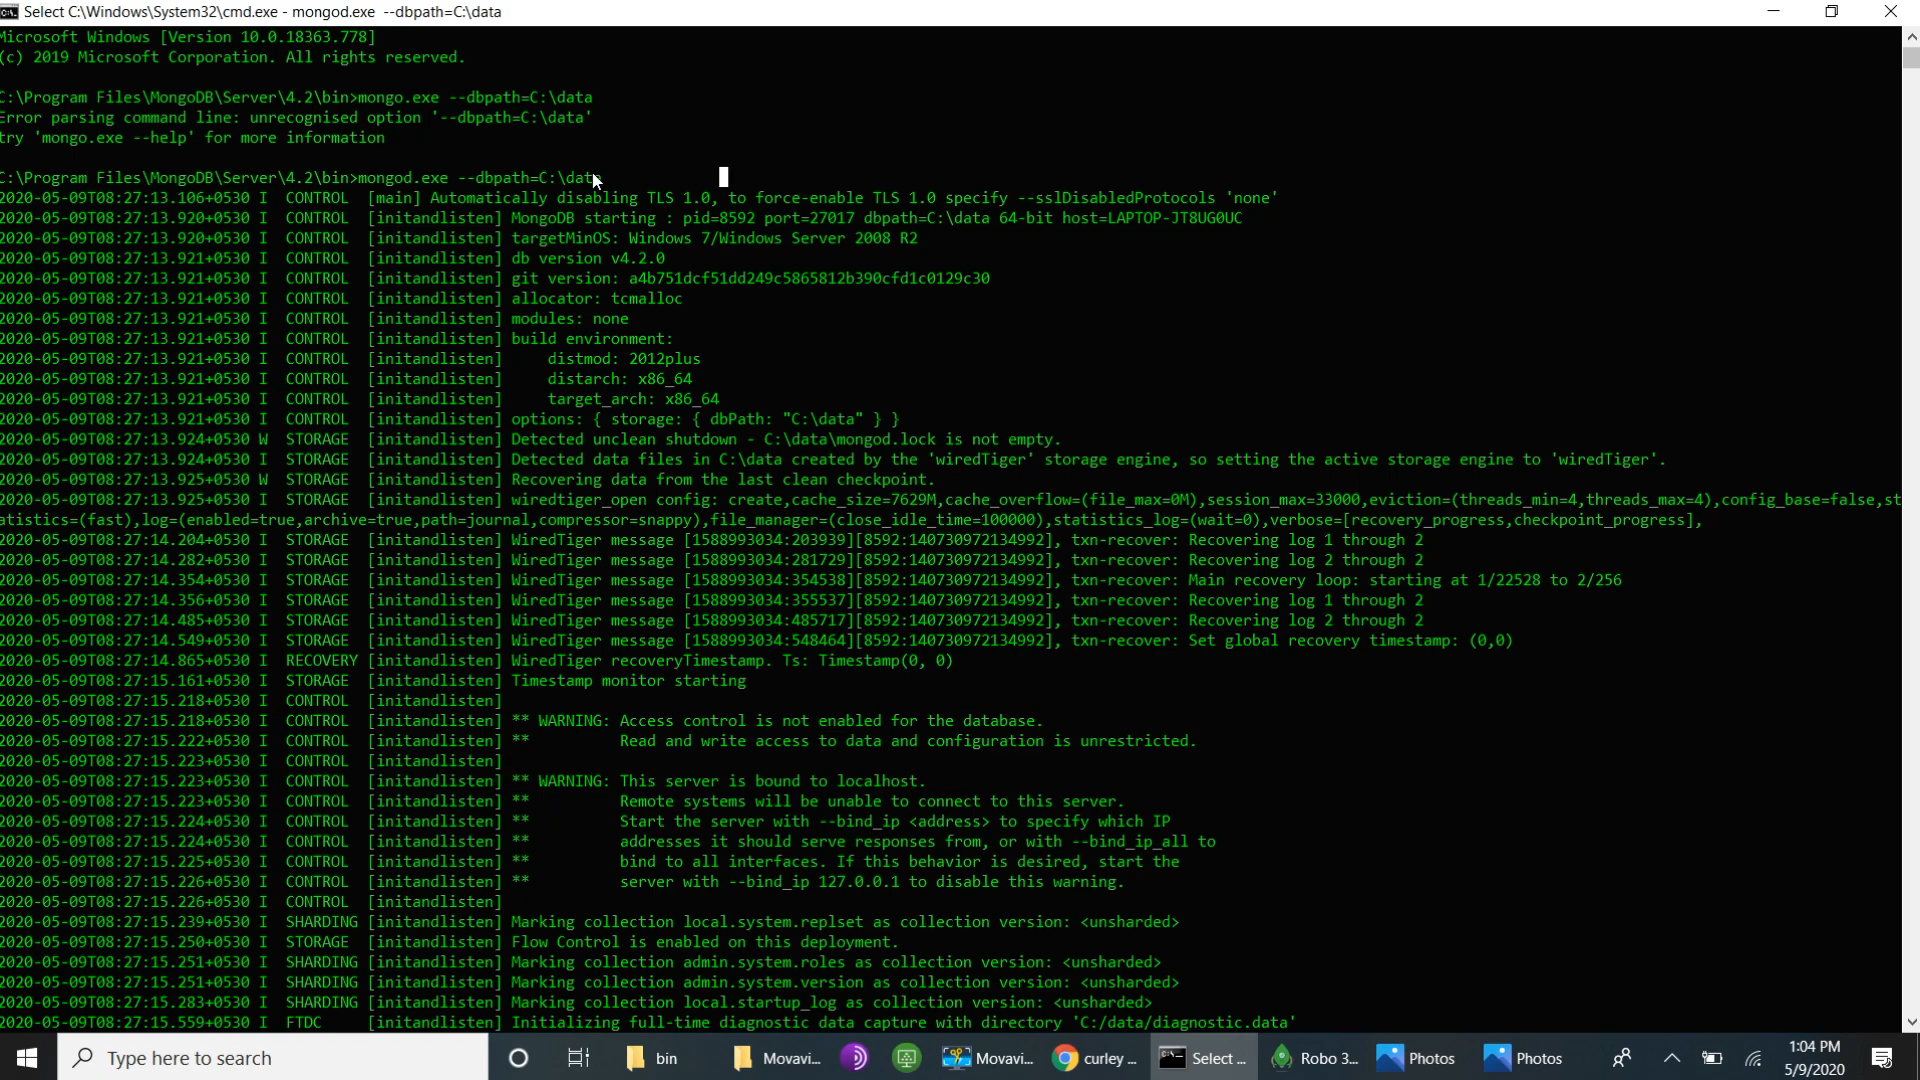 Select C:\Windows\System32\cmd.exe - mongod.exe --dbpath=C:\data
Microsoft Windows [Version 10.0.18363.778]
(c) 2019 Microsoft Corporation. All rights reserved.
C:\Program Files\MongoDB\Server\4.2\bin>mongo.exe --dbpath=C:\data
Error parsing command line: unrecognised option '--dbpath=C:\data'
try 'mongo.exe --help' for more information
C:\Program Files\MongoDB\Server\4.2\bin>mongod.exe --dbpath=C:\data
2020-05-09T08:27:13.106+0530 I  CONTROL  [main] Automatically disabling TLS 1.0, to force-enable TLS 1.0 specify --sslDisabledProtocols 'none'
2020-05-09T08:27:13.920+0530 I  CONTROL  [initandlisten] MongoDB starting : pid=8592 port=27017 dbpath=C:\data 64-bit host=LAPTOP-JT8UG0UC
2020-05-09T08:27:13.920+0530 I  CONTROL  [initandlisten] targetMinOS: Windows 7/Windows Server 2008 R2
2020-05-09T08:27:13.920+0530 I  CONTROL  [initandlisten] db version v4.2.0
2020-05-09T08:27:13.920+0530 I  CONTROL  [initandlisten] git version: a4b751dcf51dd249c5865812b390cfd1c0129c30
2020-05-09T08:27:13.921+0530 I  CONTROL  [initandlisten] allocator: tcmalloc
2020-05-09T08:27:13.921+0530 I  CONTROL  [initandlisten] modules: none
2020-05-09T08:27:13.921+0530 I  CONTROL  [initandlisten] build environment:
2020-05-09T08:27:13.921+0530 I  CONTROL  [initandlisten]     distmod: 2012plus
2020-05-09T08:27:13.921+0530 I  CONTROL  [initandlisten]     distarch: x86_64
2020-05-09T08:27:13.921+0530 I  CONTROL  [initandlisten]     target_arch: x86_64
2020-05-09T08:27:13.921+0530 I  CONTROL  [initandlisten] options: { storage: { dbPath: "C:\data" } }
2020-05-09T08:27:13.924+0530 W  STORAGE  [initandlisten] Detected unclean shutdown - C:\data\mongod.lock is not empty.
2020-05-09T08:27:13.924+0530 I  STORAGE  [initandlisten] Detected data files in C:\data created by the 'wiredTiger' storage engine, so setting the active storage engine to 'wiredTiger'.
2020-05-09T08:27:13.925+0530 W  STORAGE  [initandlisten] Recovering data from the last clean checkpoint.
2020-05-09T08:27:13.925+0530 I  STORAGE  [initandlisten] wiredtiger_open config: create,cache_size=7629M,cache_overflow=(file_max=0M),session_max=33000,eviction=(threads_min=4,threads_max=4),config_base=false,st
atistics=(fast),log=(enabled=true,archive=true,path=journal,compressor=snappy),file_manager=(close_idle_time=100000),statistics_log=(wait=0),verbose=[recovery_progress,checkpoint_progress],
2020-05-09T08:27:14.204+0530 I  STORAGE  [initandlisten] WiredTiger message [1588993034:203939][8592:140730972134992], txn-recover: Recovering log 1 through 2
2020-05-09T08:27:14.282+0530 I  STORAGE  [initandlisten] WiredTiger message [1588993034:281729][8592:140730972134992], txn-recover: Recovering log 2 through 2
2020-05-09T08:27:14.354+0530 I  STORAGE  [initandlisten] WiredTiger message [1588993034:354538][8592:140730972134992], txn-recover: Main recovery loop: starting at 1/22528 to 2/256
2020-05-09T08:27:14.356+0530 I  STORAGE  [initandlisten] WiredTiger message [1588993034:355537][8592:140730972134992], txn-recover: Recovering log 1 through 2
2020-05-09T08:27:14.485+0530 I  STORAGE  [initandlisten] WiredTiger message [1588993034:485717][8592:140730972134992], txn-recover: Recovering log 2 through 2
2020-05-09T08:27:14.549+0530 I  STORAGE  [initandlisten] WiredTiger message [1588993034:548464][8592:140730972134992], txn-recover: Set global recovery timestamp: (0,0)
2020-05-09T08:27:14.865+0530 I  RECOVERY [initandlisten] WiredTiger recoveryTimestamp. Ts: Timestamp(0, 0)
2020-05-09T08:27:15.161+0530 I  STORAGE  [initandlisten] Timestamp monitor starting
2020-05-09T08:27:15.218+0530 I  CONTROL  [initandlisten]
2020-05-09T08:27:15.218+0530 I  CONTROL  [initandlisten] ** WARNING: Access control is not enabled for the database.
2020-05-09T08:27:15.222+0530 I  CONTROL  [initandlisten] **          Read and write access to data and configuration is unrestricted.
2020-05-09T08:27:15.223+0530 I  CONTROL  [initandlisten]
2020-05-09T08:27:15.223+0530 I  CONTROL  [initandlisten] ** WARNING: This server is bound to localhost.
2020-05-09T08:27:15.223+0530 I  CONTROL  [initandlisten] **          Remote systems will be unable to connect to this server.
2020-05-09T08:27:15.224+0530 I  CONTROL  [initandlisten] **          Start the server with --bind_ip <address> to specify which IP
2020-05-09T08:27:15.224+0530 I  CONTROL  [initandlisten] **          addresses it should serve responses from, or with --bind_ip_all to
2020-05-09T08:27:15.225+0530 I  CONTROL  [initandlisten] **          bind to all interfaces. If this behavior is desired, start the
2020-05-09T08:27:15.226+0530 I  CONTROL  [initandlisten] **          server with --bind_ip 127.0.0.1 to disable this warning.
2020-05-09T08:27:15.226+0530 I  CONTROL  [initandlisten]
2020-05-09T08:27:15.239+0530 I  SHARDING [initandlisten] Marking collection local.system.replset as collection version: <unsharded>
2020-05-09T08:27:15.250+0530 I  STORAGE  [initandlisten] Flow Control is enabled on this deployment.
2020-05-09T08:27:15.251+0530 I  SHARDING [initandlisten] Marking collection admin.system.roles as collection version: <unsharded>
2020-05-09T08:27:15.251+0530 I  SHARDING [initandlisten] Marking collection admin.system.version as collection version: <unsharded>
2020-05-09T08:27:15.283+0530 I  SHARDING [initandlisten] Marking collection local.startup_log as collection version: <unsharded>
2020-05-09T08:27:15.559+0530 I  FTDC     [initandlisten] Initializing full-time diagnostic data capture with directory 'C:/data/diagnostic.data'
Type here to search
bin
Movavi...
Movavi...
curley ...
Select ...
Robo 3...
Photos
Photos
1:04 PM
5/9/2020